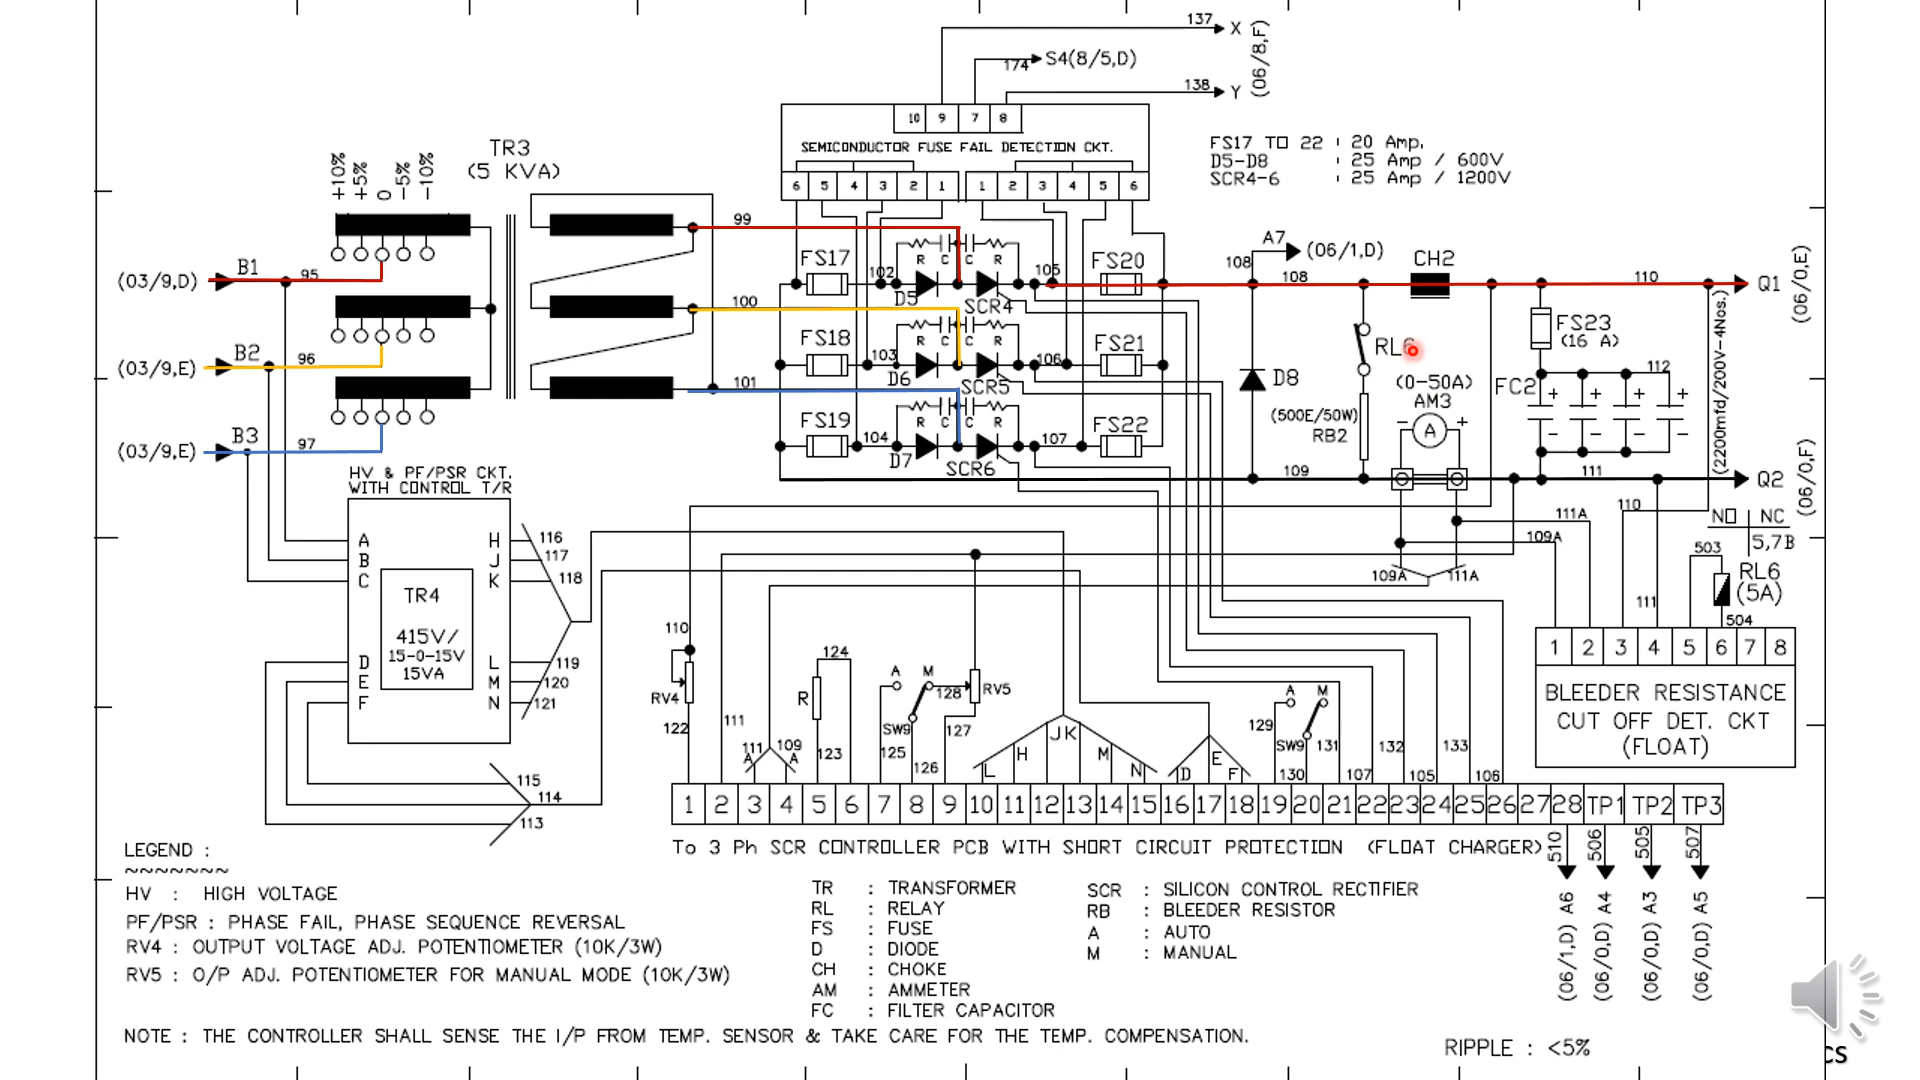 137 X
(06/8,F)
174 S4(8/5,D)
138 Y
10 9 7 8
SEMICONDUCTOR FUSE FAIL DETECTION CKT.
6 5 4 3 2 1 1 2 3 4 5 6
FS17 TO 22 : 20 Amp.
D5-D8 : 25 Amp / 600V
SCR4-6 : 25 Amp / 1200V
TR3
(5 KVA)
+10% +5% 0 -5% -10%
99
A7 (06/1,D)
108
R C C R
FS17 102 105 FS20
108
CH2
110
Q1
(06/0,E)
(03/9,D) B1 95
D5 SCR4
100
R C C R
FS18 103 106 FS21
D6 SCR5
RL6
FS23
(16 A)
(03/9,E) B2 96
101
D8
(0-50A)
AM3
- A +
FC2
112
+ + + +
- - - -
(2200mfd/200V-4Nos.)
R C C R
FS19 104 107 FS22
D7 SCR6
(500E/50W)
RB2
(03/9,E) B3 97
109
111
Q2
(06/0,F)
HV & PF/PSR CKT.
WITH CONTROL T/R
A H 116
B J 117
C K 118
TR4
415V/
15-0-15V
15VA
D L 119
E M 120
F N 121
115
114
113
111A
109A
109A 111A
110
NO NC
5,7B
503
RL6
(5A)
111
504
1 2 3 4 5 6 7 8
BLEEDER RESISTANCE
CUT OFF DET. CKT
(FLOAT)
110
RV4
122
111
111 A 109 A
124
R
123
A M
128
RV5
SW9
125 126 127
L H JK M N
D E F
A M
129
SW9
130 131 107 132 105 133 106
1 2 3 4 5 6 7 8 9 10 11 12 13 14 15 16 17 18 19 20 21 22 23 24 25 26 27 28 TP1 TP2 TP3
To 3 Ph SCR CONTROLLER PCB WITH SHORT CIRCUIT PROTECTION (FLOAT CHARGER)
510 506 505 507
(06/1,D) A6
(06/0,D) A4
(06/0,D) A3
(06/0,D) A5
LEGEND :
~~~~~~~
HV : HIGH VOLTAGE
PF/PSR : PHASE FAIL, PHASE SEQUENCE REVERSAL
RV4 : OUTPUT VOLTAGE ADJ. POTENTIOMETER (10K/3W)
RV5 : O/P ADJ. POTENTIOMETER FOR MANUAL MODE (10K/3W)
TR : TRANSFORMER
RL : RELAY
FS : FUSE
D : DIODE
CH : CHOKE
AM : AMMETER
FC : FILTER CAPACITOR
SCR : SILICON CONTROL RECTIFIER
RB : BLEEDER RESISTOR
A : AUTO
M : MANUAL
NOTE : THE CONTROLLER SHALL SENSE THE I/P FROM TEMP. SENSOR & TAKE CARE FOR THE TEMP. COMPENSATION.
RIPPLE : <5%
cs